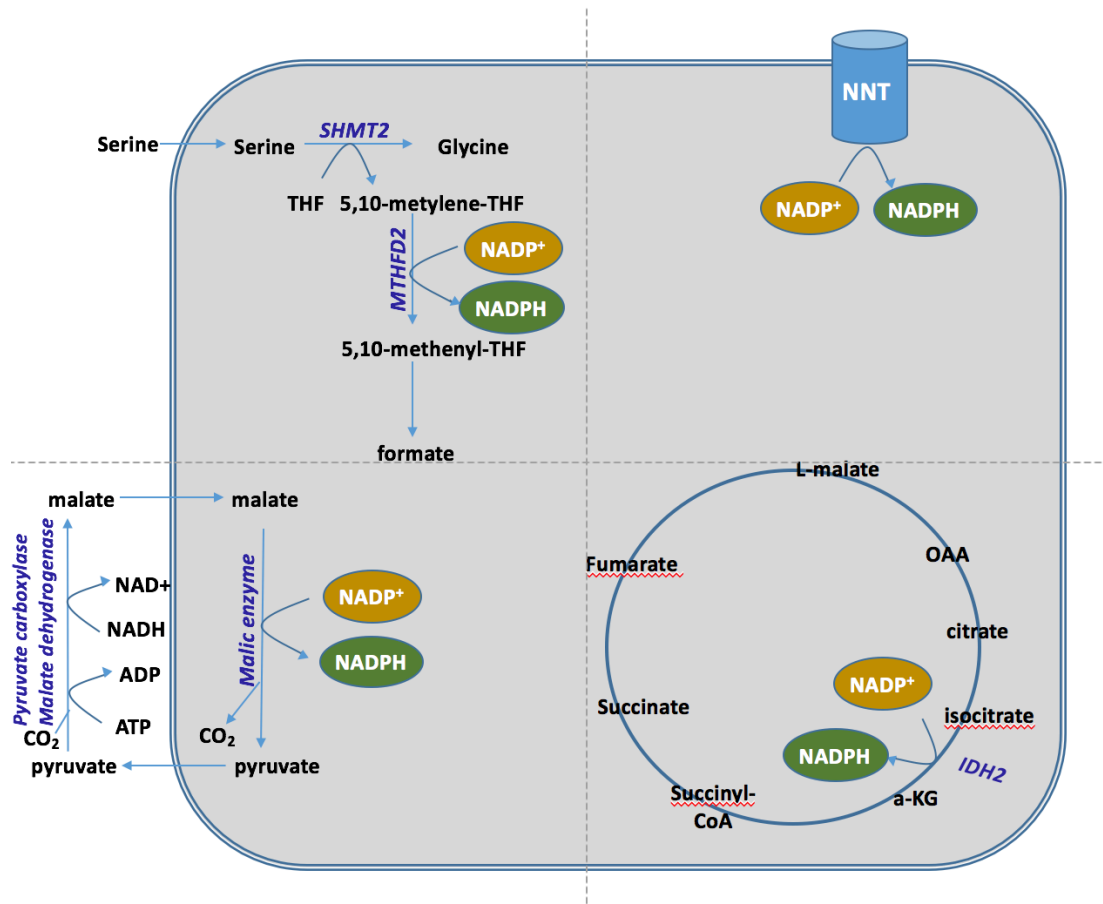 NNT
SHMT2
Serine
Serine
Glycine
THF
5,10-metylene-THF
NADP+
NADPH
MTHFD2
NADP+
NADPH
5,10-methenyl-THF
formate
malate
malate
Pyruvate carboxylase
Malate dehydrogenase
NAD+
NADH
ADP
ATP
CO2
pyruvate
Malic enzyme
NADP+
NADPH
CO2
pyruvate
L-malate
OAA
citrate
isocitrate
IDH2
NADP+
NADPH
a-KG
Succinyl-
CoA
Succinate
Fumarate